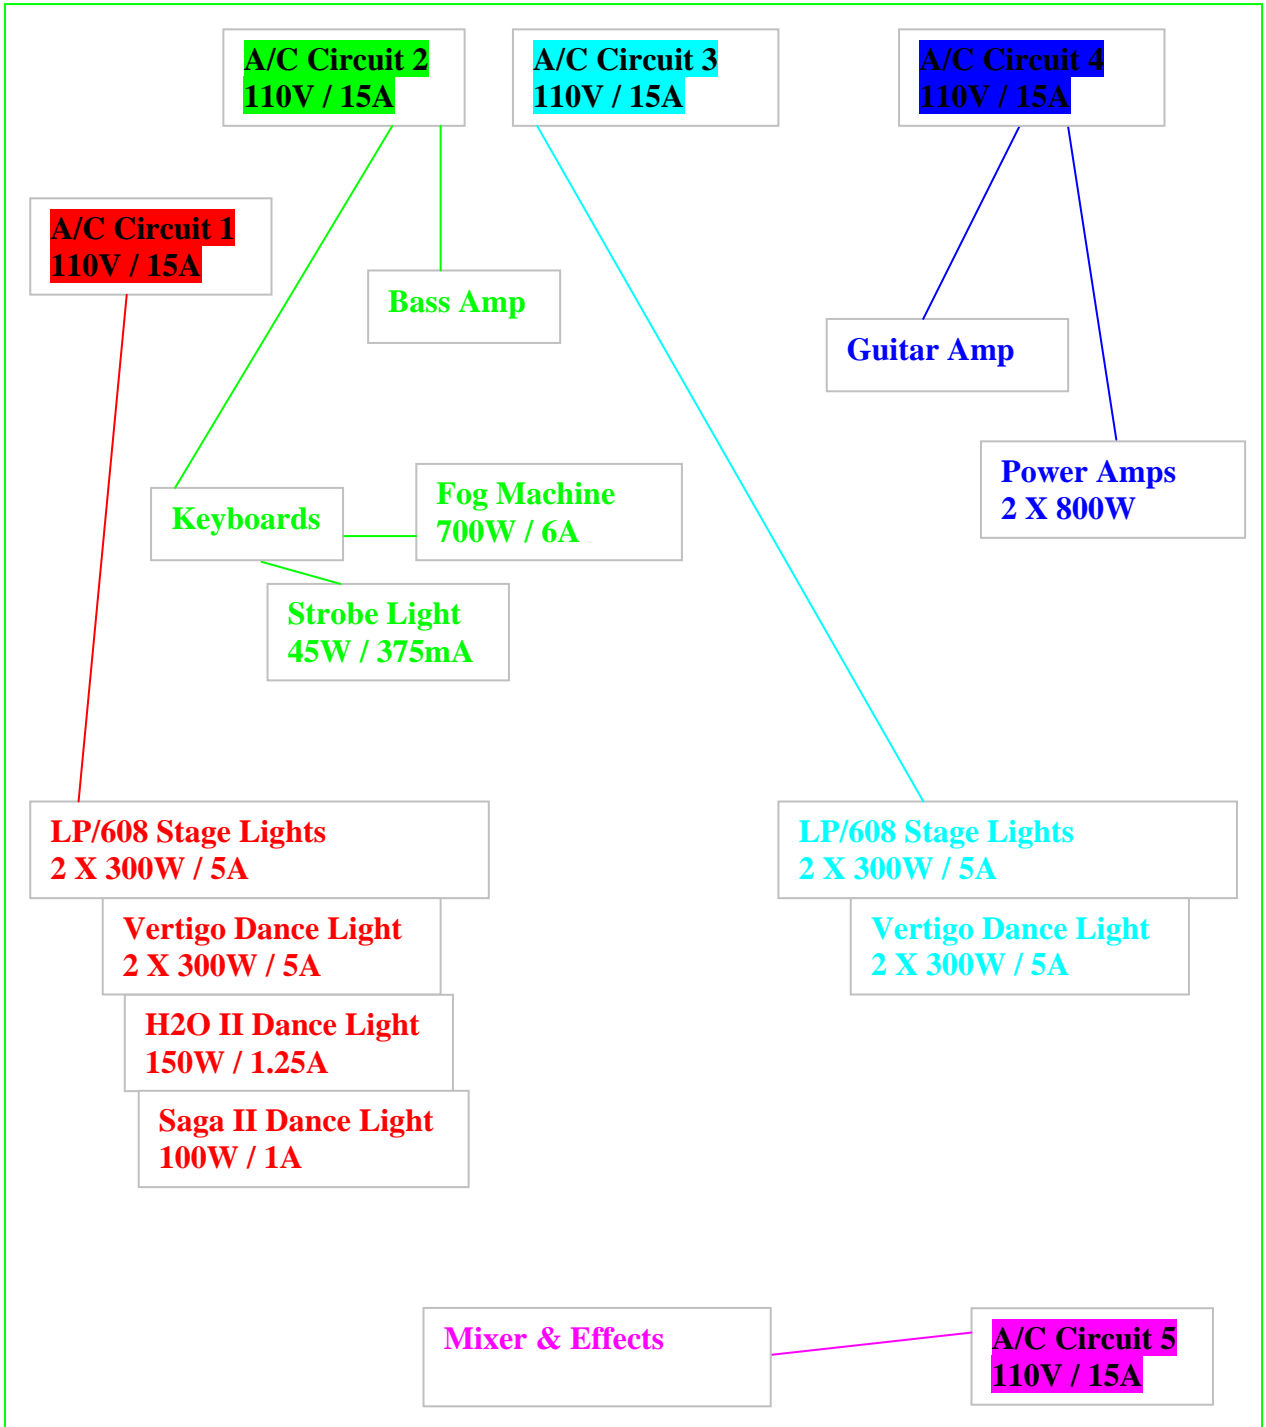 A/C Circuit 2
110V / 15A
A/C Circuit 3
110V / 15A
A/C Circuit 4
110V / 15A
A/C Circuit 1
110V / 15A
Bass Amp
Guitar Amp
Power Amps
2 X 800W
Keyboards
Fog Machine
700W / 6A
Strobe Light
45W / 375mA
LP/608 Stage Lights
2 X 300W / 5A
Vertigo Dance Light
2 X 300W / 5A
H2O II Dance Light
150W / 1.25A
Saga II Dance Light
100W / 1A
LP/608 Stage Lights
2 X 300W / 5A
Vertigo Dance Light
2 X 300W / 5A
Mixer & Effects
A/C Circuit 5
110V / 15A